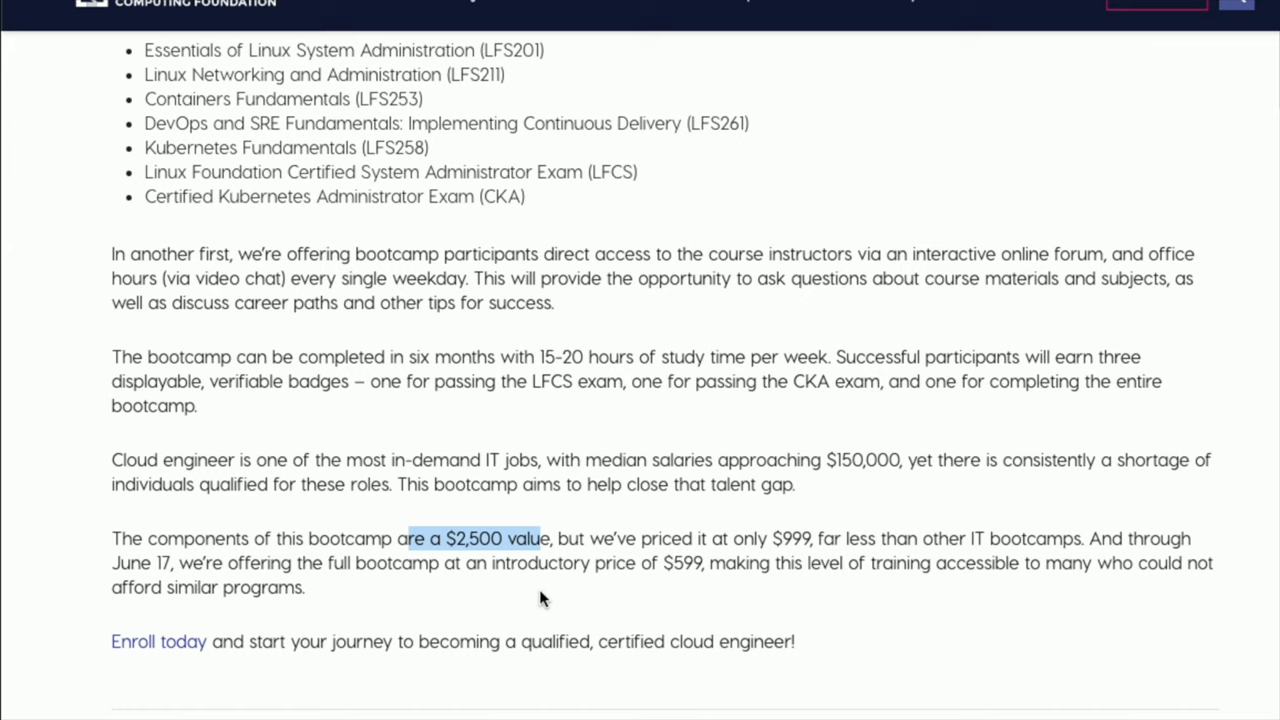 COMPUTING FOUNDATION
• Essentials of Linux System Administration (LFS201)
• Linux Networking and Administration (LFS211)
• Containers Fundamentals (LFS253)
• DevOps and SRE Fundamentals: Implementing Continuous Delivery (LFS261)
• Kubernetes Fundamentals (LFS258)
• Linux Foundation Certified System Administrator Exam (LFCS)
• Certified Kubernetes Administrator Exam (CKA)
In another first, we’re offering bootcamp participants direct access to the course instructors via an interactive online forum, and office
hours (via video chat) every single weekday. This will provide the opportunity to ask questions about course materials and subjects, as
well as discuss career paths and other tips for success.
The bootcamp can be completed in six months with 15-20 hours of study time per week. Successful participants will earn three
displayable, verifiable badges – one for passing the LFCS exam, one for passing the CKA exam, and one for completing the entire
bootcamp.
Cloud engineer is one of the most in-demand IT jobs, with median salaries approaching $150,000, yet there is consistently a shortage of
individuals qualified for these roles. This bootcamp aims to help close that talent gap.
The components of this bootcamp are a $2,500 value, but we’ve priced it at only $999, far less than other IT bootcamps. And through
June 17, we’re offering the full bootcamp at an introductory price of $599, making this level of training accessible to many who could not
afford similar programs.
Enroll today and start your journey to becoming a qualified, certified cloud engineer!